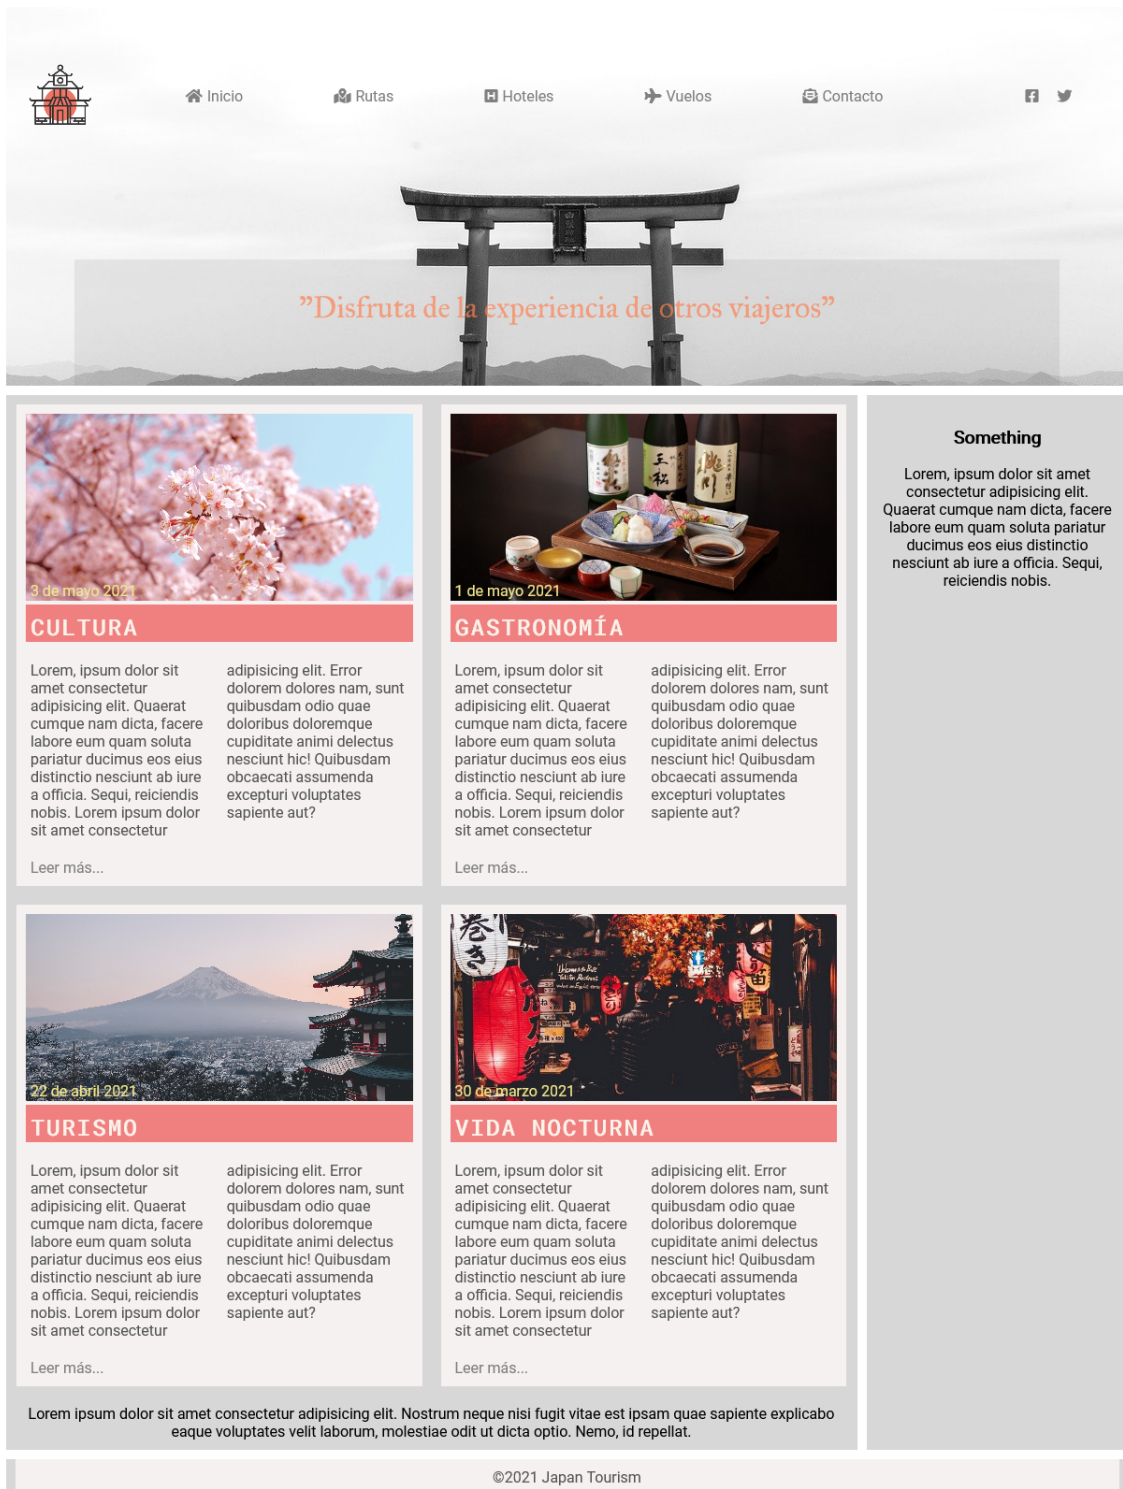 Inicio
Rutas
Hoteles
Vuelos
Contacto
"Disfruta de la experiencia de otros viajeros"
3 de mayo 2021
CULTURA
Lorem, ipsum dolor sit
amet consectetur
adipisicing elit. Quaerat
cumque nam dicta, facere
labore eum quam soluta
pariatur ducimus eos eius
distinctio nesciunt ab iure
a officia. Sequi, reiciendis
nobis. Lorem ipsum dolor
sit amet consectetur
adipisicing elit. Error
dolorem dolores nam, sunt
quibusdam odio quae
doloribus doloremque
cupiditate animi delectus
nesciunt hic! Quibusdam
obcaecati assumenda
excepturi voluptates
sapiente aut?
Leer más...
1 de mayo 2021
GASTRONOMÍA
Lorem, ipsum dolor sit
amet consectetur
adipisicing elit. Quaerat
cumque nam dicta, facere
labore eum quam soluta
pariatur ducimus eos eius
distinctio nesciunt ab iure
a officia. Sequi, reiciendis
nobis. Lorem ipsum dolor
sit amet consectetur
adipisicing elit. Error
dolorem dolores nam, sunt
quibusdam odio quae
doloribus doloremque
cupiditate animi delectus
nesciunt hic! Quibusdam
obcaecati assumenda
excepturi voluptates
sapiente aut?
Leer más...
22 de abril 2021
TURISMO
Lorem, ipsum dolor sit
amet consectetur
adipisicing elit. Quaerat
cumque nam dicta, facere
labore eum quam soluta
pariatur ducimus eos eius
distinctio nesciunt ab iure
a officia. Sequi, reiciendis
nobis. Lorem ipsum dolor
sit amet consectetur
adipisicing elit. Error
dolorem dolores nam, sunt
quibusdam odio quae
doloribus doloremque
cupiditate animi delectus
nesciunt hic! Quibusdam
obcaecati assumenda
excepturi voluptates
sapiente aut?
Leer más...
巻き
30 de marzo 2021
VIDA NOCTURNA
Lorem, ipsum dolor sit
amet consectetur
adipisicing elit. Quaerat
cumque nam dicta, facere
labore eum quam soluta
pariatur ducimus eos eius
distinctio nesciunt ab iure
a officia. Sequi, reiciendis
nobis. Lorem ipsum dolor
sit amet consectetur
adipisicing elit. Error
dolorem dolores nam, sunt
quibusdam odio quae
doloribus doloremque
cupiditate animi delectus
nesciunt hic! Quibusdam
obcaecati assumenda
excepturi voluptates
sapiente aut?
Leer más...
Lorem ipsum dolor sit amet consectetur adipisicing elit. Nostrum neque nisi fugit vitae est ipsam quae sapiente explicabo
eaque voluptates velit laborum, molestiae odit ut dicta optio. Nemo, id repellat.
Something
Lorem, ipsum dolor sit amet
consectetur adipisicing elit.
Quaerat cumque nam dicta, facere
labore eum quam soluta pariatur
ducimus eos eius distinctio
nesciunt ab iure a officia. Sequi,
reiciendis nobis.
©2021 Japan Tourism